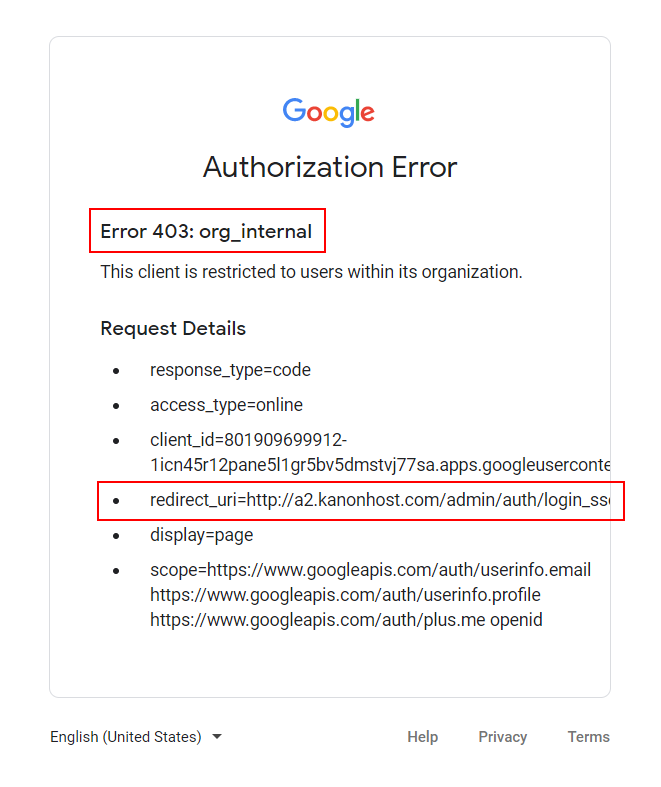 Google
Authorization Error
Error 403: org_internal
This client is restricted to users within its organization.
Request Details
response_type=code
access_type=online
client_id=801909699912-
1icn45r12pane5l1gr5bv5dmstvj77sa.apps.googleuserconte
redirect_uri=http://a2.kanonhost.com/admin/auth/login_sso
display=page
scope=https://www.googleapis.com/auth/userinfo.email
https://www.googleapis.com/auth/userinfo.profile
https://www.googleapis.com/auth/plus.me openid
English (United States)
Help
Privacy
Terms